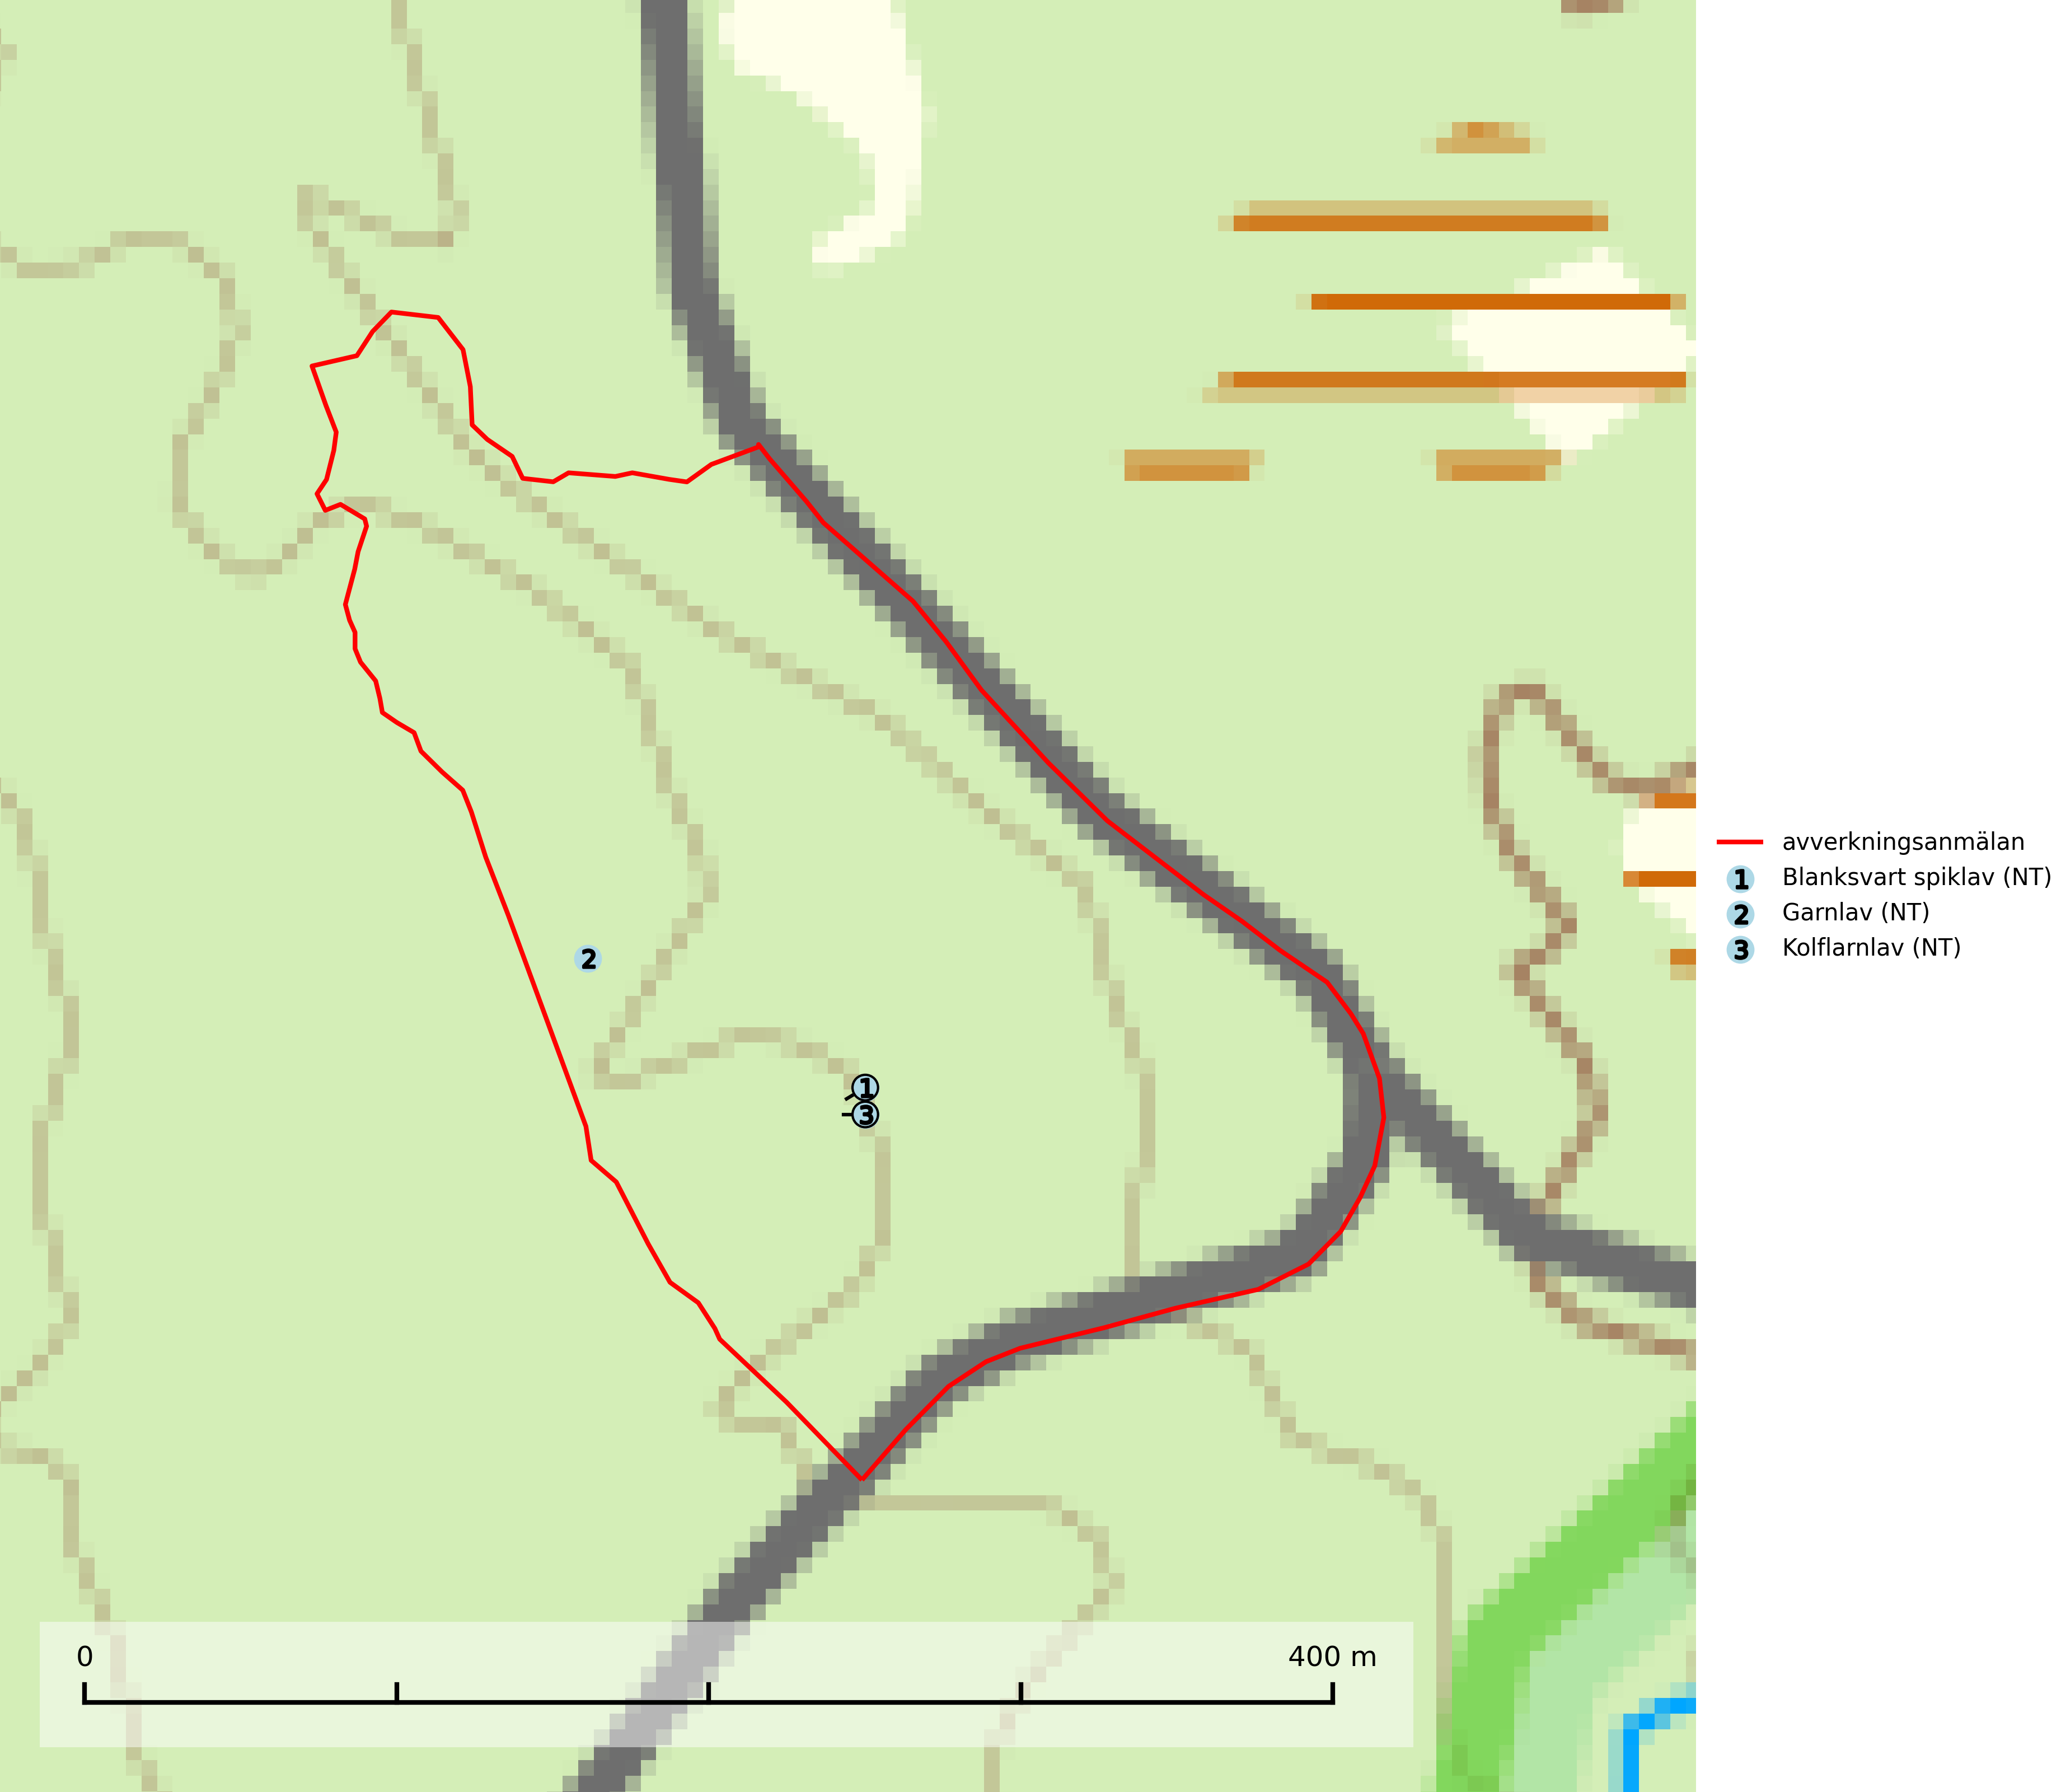 avverkningsanmälan
1 Blanksvart spiklav (NT)
2 Garnlav (NT)
3 Kolflarnlav (NT)
2
1
3
0 400 m